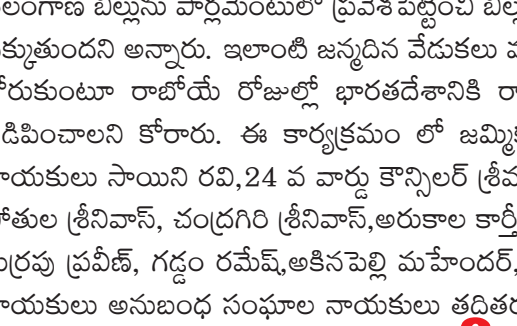 లంగాణ బిల్లును పార్లమెంటులో ప్రవేశపెట్టించి బిల్
క్కుతుందని అన్నారు. ఇలాంటి జన్మదిన వేడుకలు
రుకుంటూ రాబోయే రోజుల్లో భారతదేశానికి రా
డిపించాలని కోరారు. ఈ కార్యక్రమం లో జమ్మి
యకులు సాయిని రవి,24 వ వార్డు కౌన్సిలర్ శ్రీమ
తుల శ్రీనివాస్, చంద్రగిరి శ్రీనివాస్,అరుకాల కార్తీ
ర్రపు ప్రవీణ్, గడ్డం రమేష్,అకినపెల్లి మహేందర్,
యకులు అనుబంధ సంఘాల నాయకులు తదితర